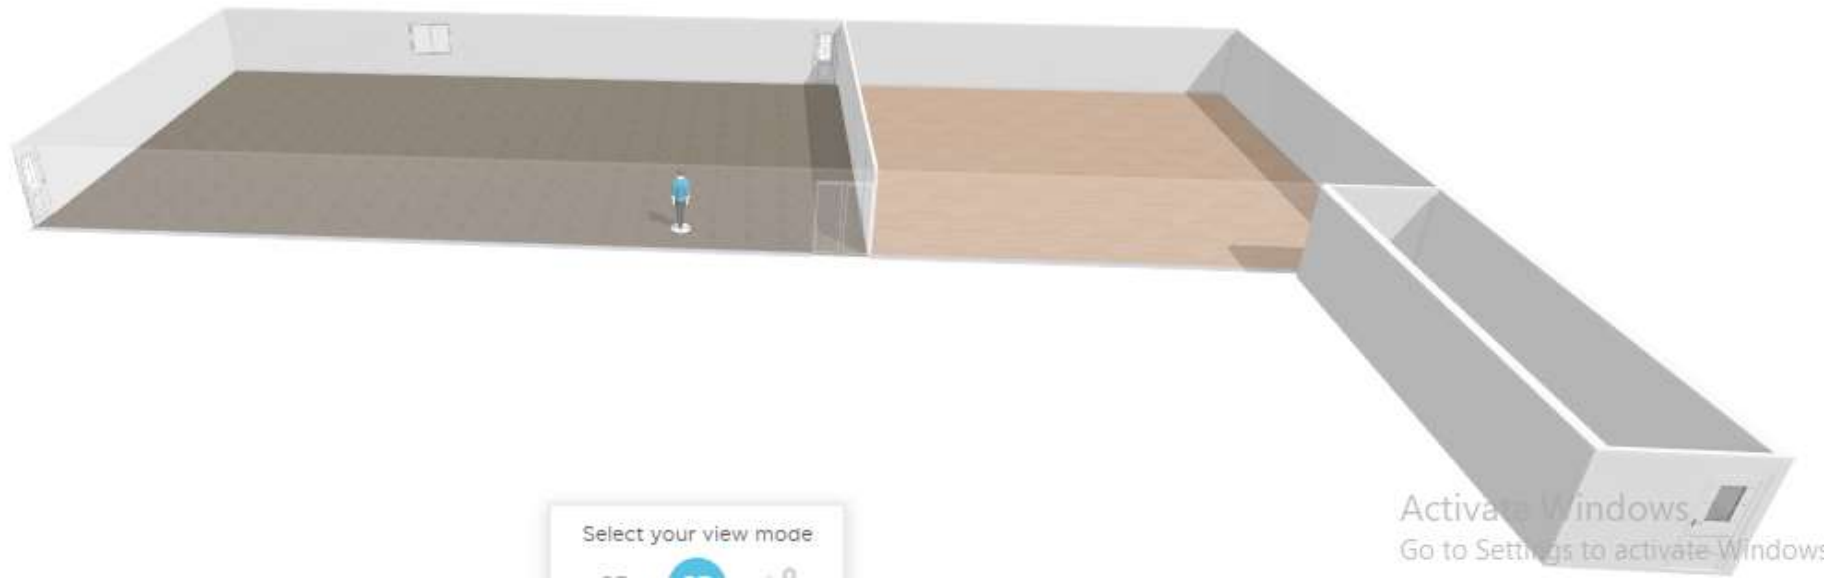 Select your view mode
Activate Windows,
Go to Settings to activate Windows